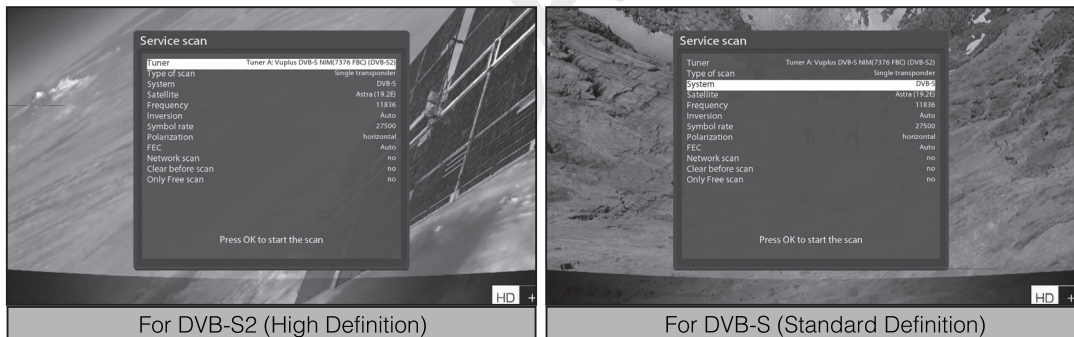 Service scan
Tuner Tuner A: Vuplus DVB-S NIM(7376 FBC) (DVB-S2)
Type of scan Single transponder
System DVB-S
Satellite Astra (19.2E)
Frequency 11836
Inversion Auto
Symbol rate 27500
Polarization horizontal
FEC Auto
Network scan no
Clear before scan no
Only Free scan no
Press OK to start the scan
HD +
For DVB-S2 (High Definition)
Service scan
Tuner Tuner A: Vuplus DVB-S NIM(7376 FBC) (DVB-S2)
Type of scan Single transponder
System DVB-S
Satellite Astra (19.2E)
Frequency 11836
Inversion Auto
Symbol rate 27500
Polarization horizontal
FEC Auto
Network scan no
Clear before scan no
Only Free scan no
Press OK to start the scan
HD +
For DVB-S (Standard Definition)